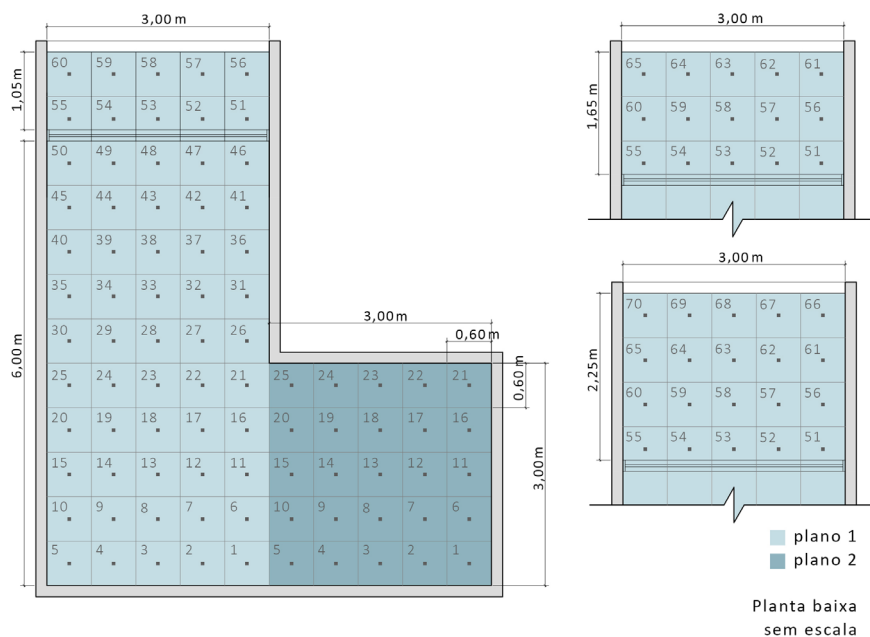 3,00 m
60 59 58 57 56
1,05m
55 54 53 52 51
50 49 48 47 46
45 44 43 42 41
40 39 38 37 36
35 34 33 32 31
30 29 28 27 26
6,00m
3,00m
0,60 m
0,60 m
25 24 23 22 21 25 24 23 22 21
20 19 18 17 16 20 19 18 17 16
15 14 13 12 11 15 14 13 12 11
3,00m
10 9 8 7 6 10 9 8 7 6
5 4 3 2 1 5 4 3 2 1
3,00 m
1,65 m
65 64 63 62 61
60 59 58 57 56
55 54 53 52 51
3,00 m
2,25m
70 69 68 67 66
65 64 63 62 61
60 59 58 57 56
55 54 53 52 51
plano 1
plano 2
Planta baixa
sem escala